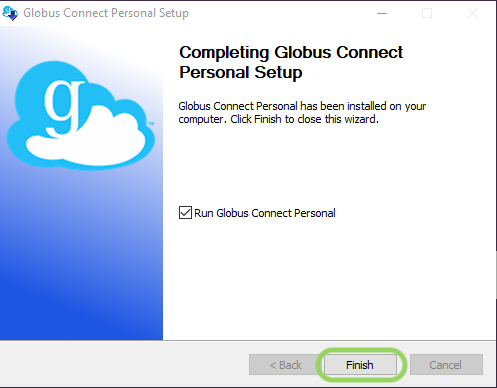 Globus Connect Personal Setup
Completing Globus Connect
Personal Setup
Globus Connect Personal has been installed on your
computer. Click Finish to close this wizard.
g
™
Run Globus Connect Personal
< Back
Finish
Cancel